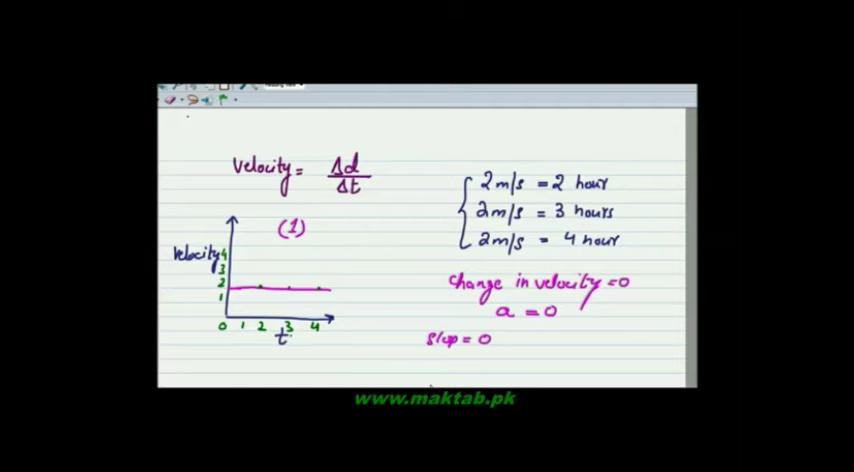 Velocity = Δd
Δt
(1)
Velocity
4
3
2
1
0 1 2 3 4
t
2m/s = 2 hour
2m/s = 3 hours
2m/s = 4 hour
change in velocity = 0
a = 0
slop = 0
www.maktab.pk